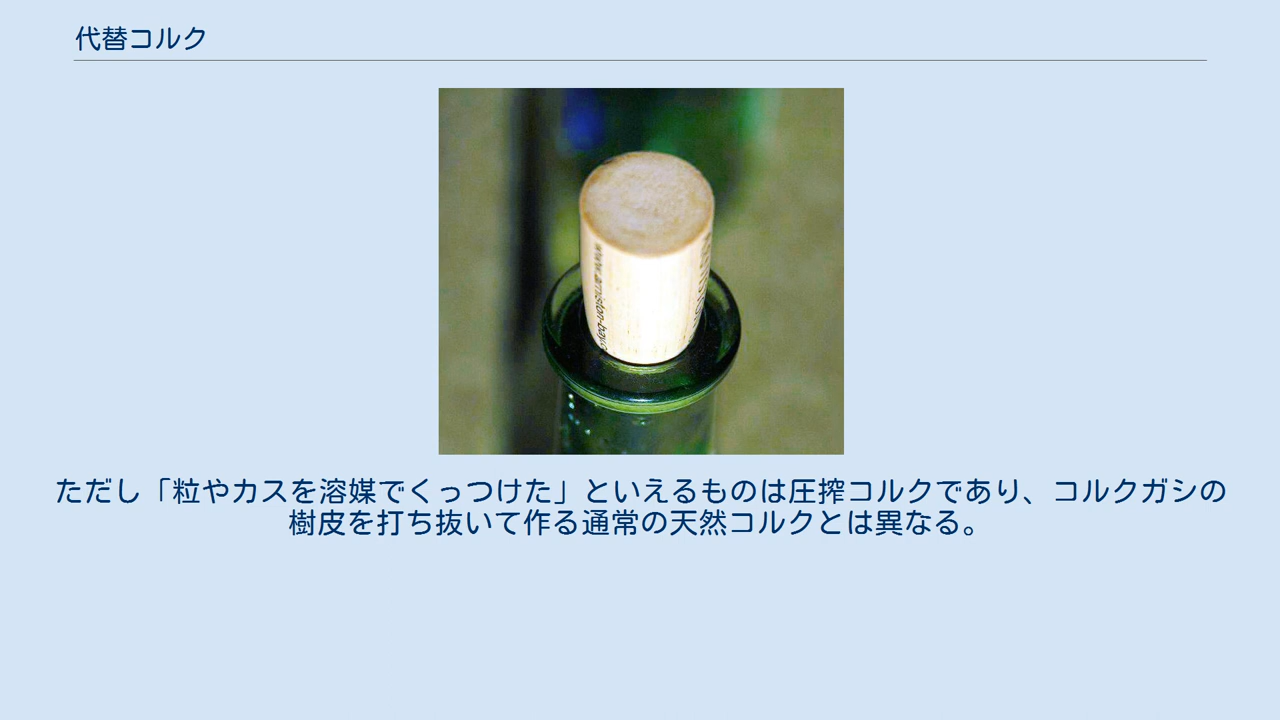 代替コルク
ただし「粒やカスを溶媒でくっつけた」といえるものは圧搾コルクであり、コルクガシの
樹皮を打ち抜いて作る通常の天然コルクとは異なる。